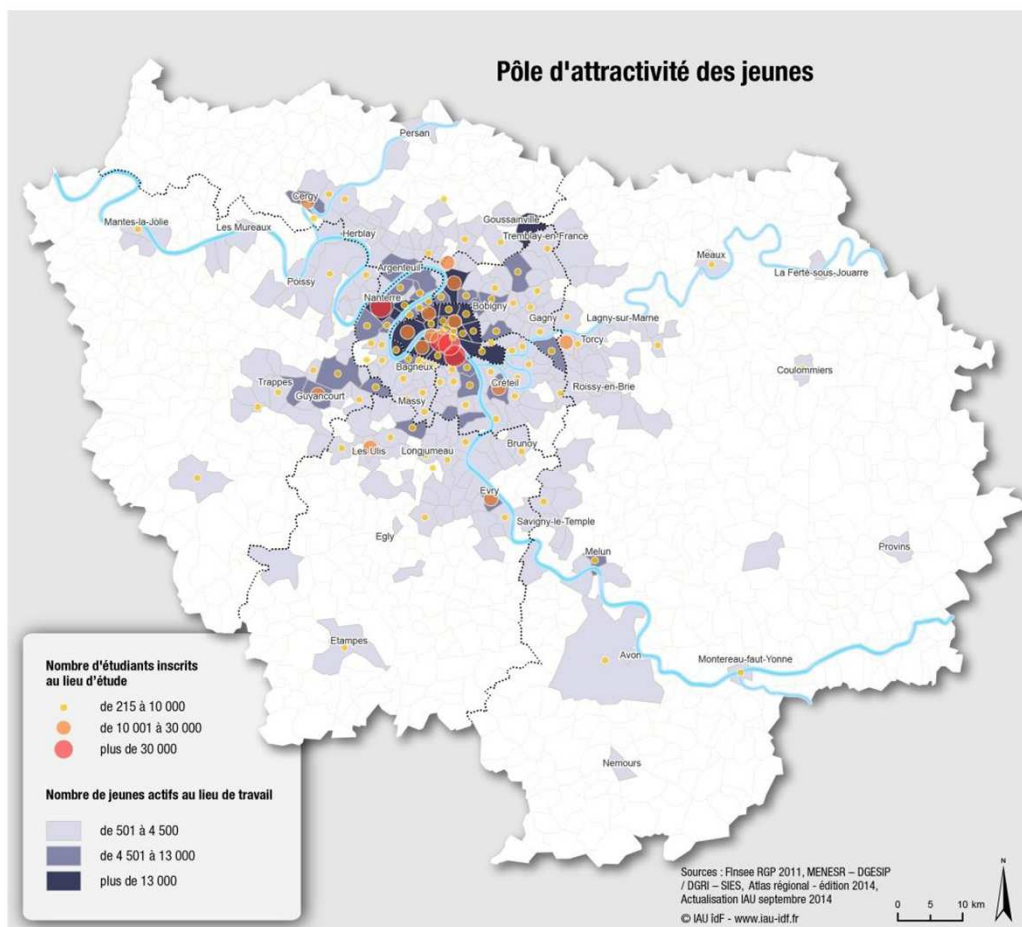 Pôle d'attractivité des jeunes
Persan
Cergy
Goussainville
Mantes-la-Jolie
Les Mureaux
Herblay
Tremblay-en-France
Meaux
La Ferté-sous-Jouarre
Argenteuil
Poissy
Nanterre
Bobigny
Gagny
Lagny-sur-Marne
Torcy
Bagneux
Coulommiers
Trappes
Créteil
Roissy-en-Brie
Guyancourt
Massy
Les Ulis
Longjumeau
Brunoy
Evry
Savigny-le-Temple
Egly
Melun
Provins
Etampes
Avon
Montereau-faut-Yonne
Nemours
Nombre d'étudiants inscrits
au lieu d'étude
de 215 à 10 000
de 10 001 à 30 000
plus de 30 000
Nombre de jeunes actifs au lieu de travail
de 501 à 4 500
de 4 501 à 13 000
plus de 13 000
Sources : FInsee RGP 2011, MENESR – DGESIP
/ DGRI – SIES, Atlas régional - édition 2014,
Actualisation IAU septembre 2014
© IAU îdF - www.iau-idf.fr
N
0 5 10 km